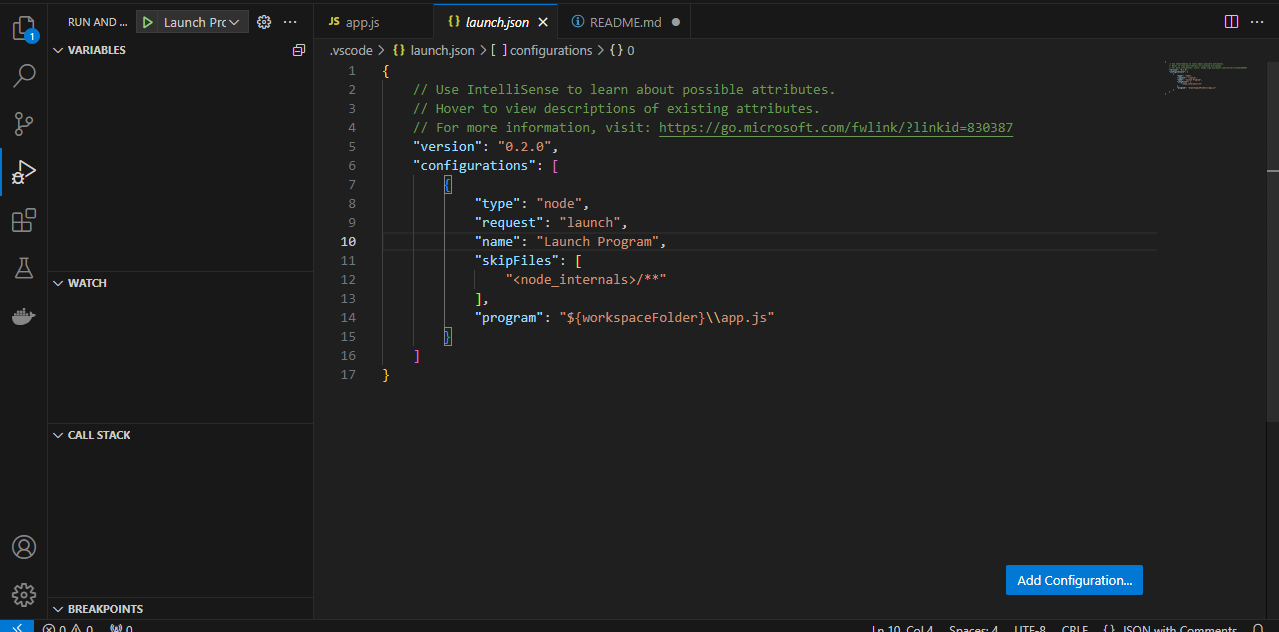 RUN AND ...
Launch Prc
JS app.js
{} launch.json
README.md
1
VARIABLES
.vscode > {} launch.json > [ ] configurations > {} 0
1 {
2 // Use IntelliSense to learn about possible attributes.
3 // Hover to view descriptions of existing attributes.
4 // For more information, visit: https://go.microsoft.com/fwlink/?linkid=830387
5 "version": "0.2.0",
6 "configurations": [
7 {
8 "type": "node",
9 "request": "launch",
10 "name": "Launch Program",
11 "skipFiles": [
12 "<node_internals>/**"
13 ],
14 "program": "${workspaceFolder}\\app.js"
15 }
16 ]
17 }
WATCH
CALL STACK
Add Configuration...
BREAKPOINTS
0 0 0
Ln 10, Col 4 Spaces: 4 UTF-8 CRLF {} JSON with Comments